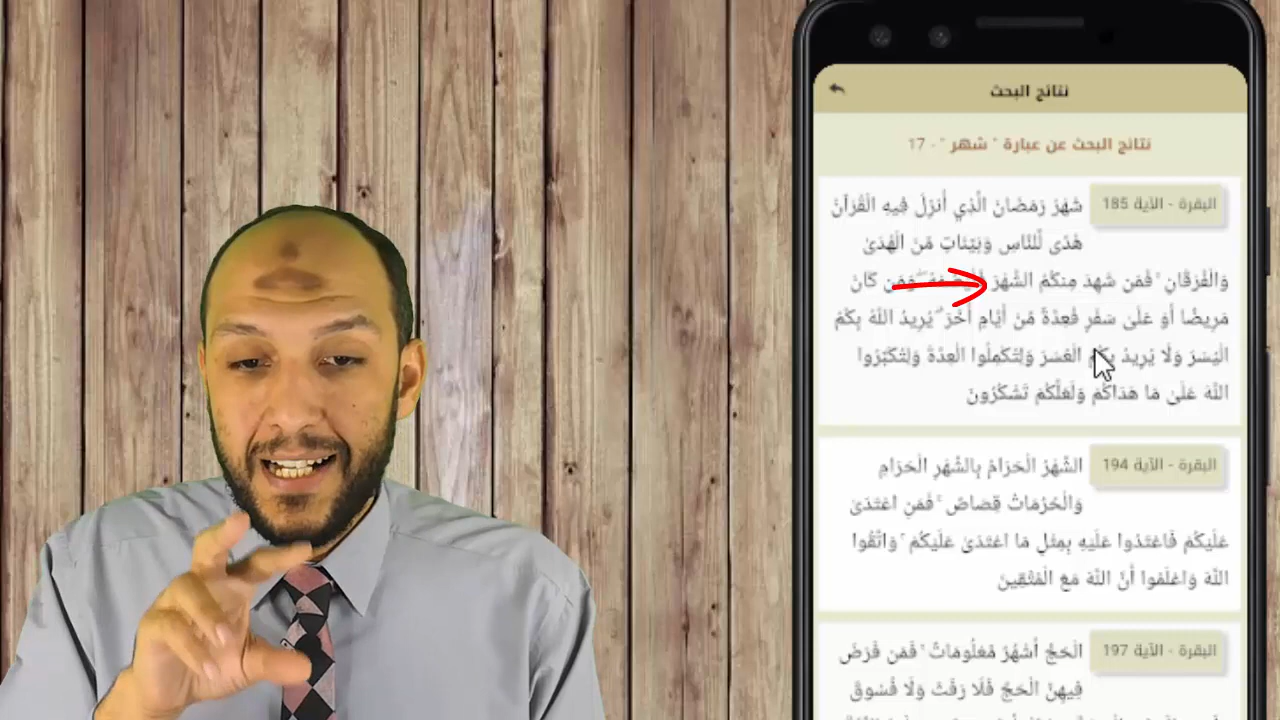 نتائج البحث
نتائج البحث عن عبارة " شهر " - 17
البقرة - الآية 185
شَهْرُ رَمَضَانَ الَّذِي أُنزِلَ فِيهِ الْقُرْآنُ
هُدًى لِّلنَّاسِ وَبَيِّنَاتٍ مِّنَ الْهُدَىٰ
وَالْفُرْقَانِ ۚ فَمَن شَهِدَ مِنكُمُ الشَّهْرَ فَلْيَصُمْهُ ۖ وَمَن كَانَ
مَرِيضًا أَوْ عَلَىٰ سَفَرٍ فَعِدَّةٌ مِّنْ أَيَّامٍ أُخَرَ ۗ يُرِيدُ اللَّهُ بِكُمُ
الْيُسْرَ وَلَا يُرِيدُ بِكُمُ الْعُسْرَ وَلِتُكْمِلُوا الْعِدَّةَ وَلِتُكَبِّرُوا
اللَّهَ عَلَىٰ مَا هَدَاكُمْ وَلَعَلَّكُمْ تَشْكُرُونَ
البقرة - الآية 194
الشَّهْرُ الْحَرَامُ بِالشَّهْرِ الْحَرَامِ
وَالْحُرُمَاتُ قِصَاصٌ ۚ فَمَنِ اعْتَدَىٰ
عَلَيْكُمْ فَاعْتَدُوا عَلَيْهِ بِمِثْلِ مَا اعْتَدَىٰ عَلَيْكُمْ ۚ وَاتَّقُوا
اللَّهَ وَاعْلَمُوا أَنَّ اللَّهَ مَعَ الْمُتَّقِينَ
البقرة - الآية 197
الْحَجُّ أَشْهُرٌ مَّعْلُومَاتٌ ۚ فَمَن فَرَضَ
فِيهِنَّ الْحَجَّ فَلَا رَفَثَ وَلَا فُسُوقَ